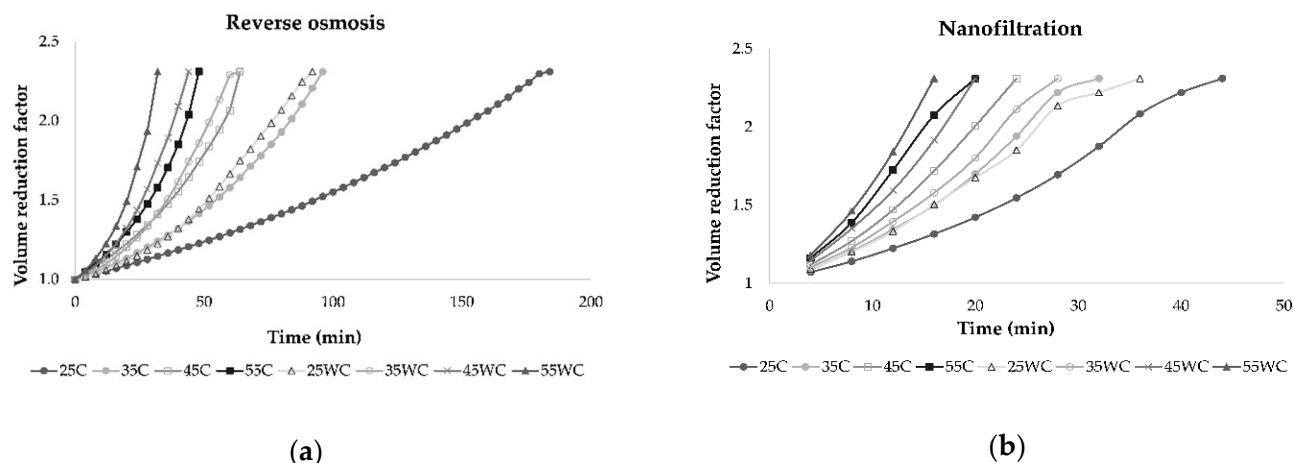 Reverse osmosis
2.5
2.0
1.5
1.0
Volume reduction factor
0 50 100 150 200
Time (min)
25C 35C 45C 55C 25WC 35WC 45WC 55WC
(a)
Nanofiltration
2.5
2
1.5
1
Volume reduction factor
0 10 20 30 40 50
Time (min)
25C 35C 45C 55C 25WC 35WC 45WC 55WC
(b)